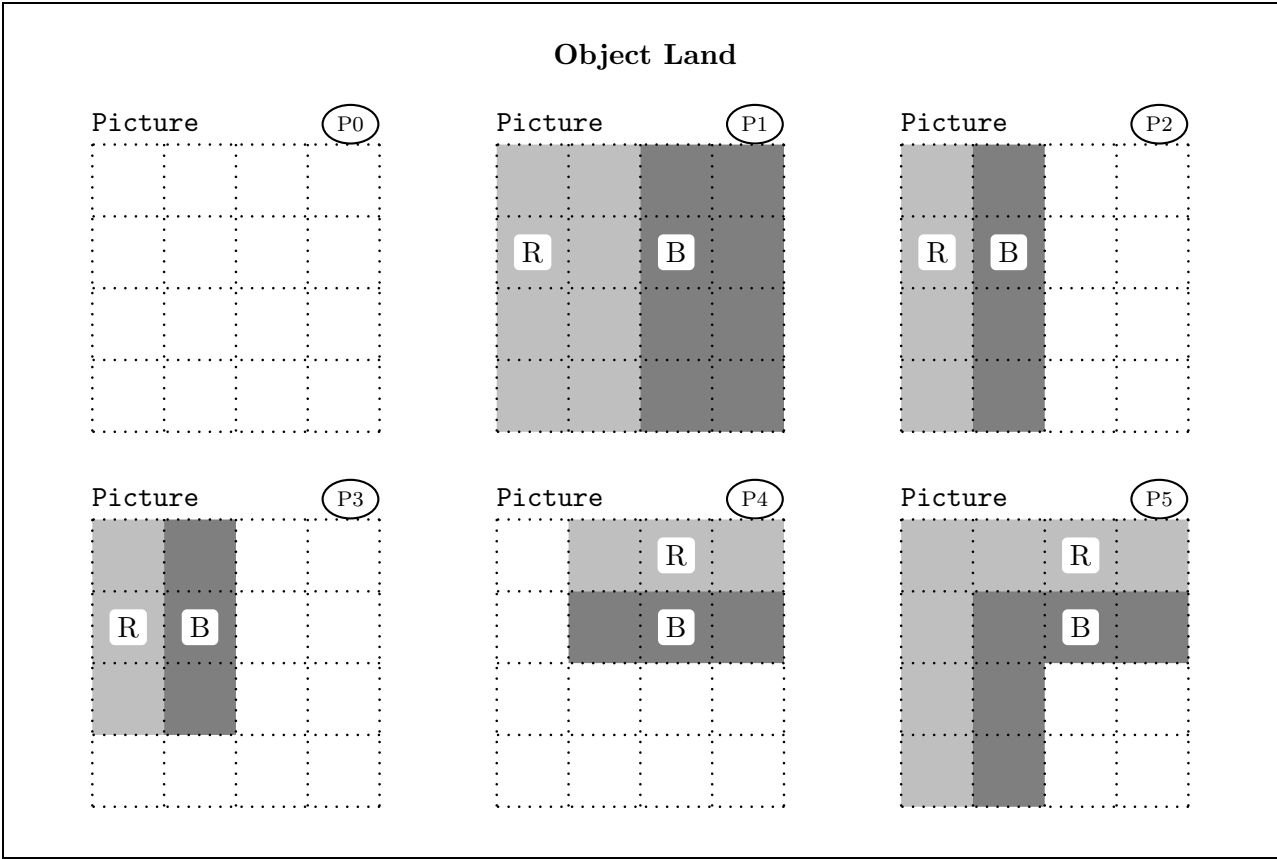 Object Land
Picture P0
Picture P1
Picture P2
R B
R B
Picture P3
Picture P4
Picture P5
R B
R
B
R
B